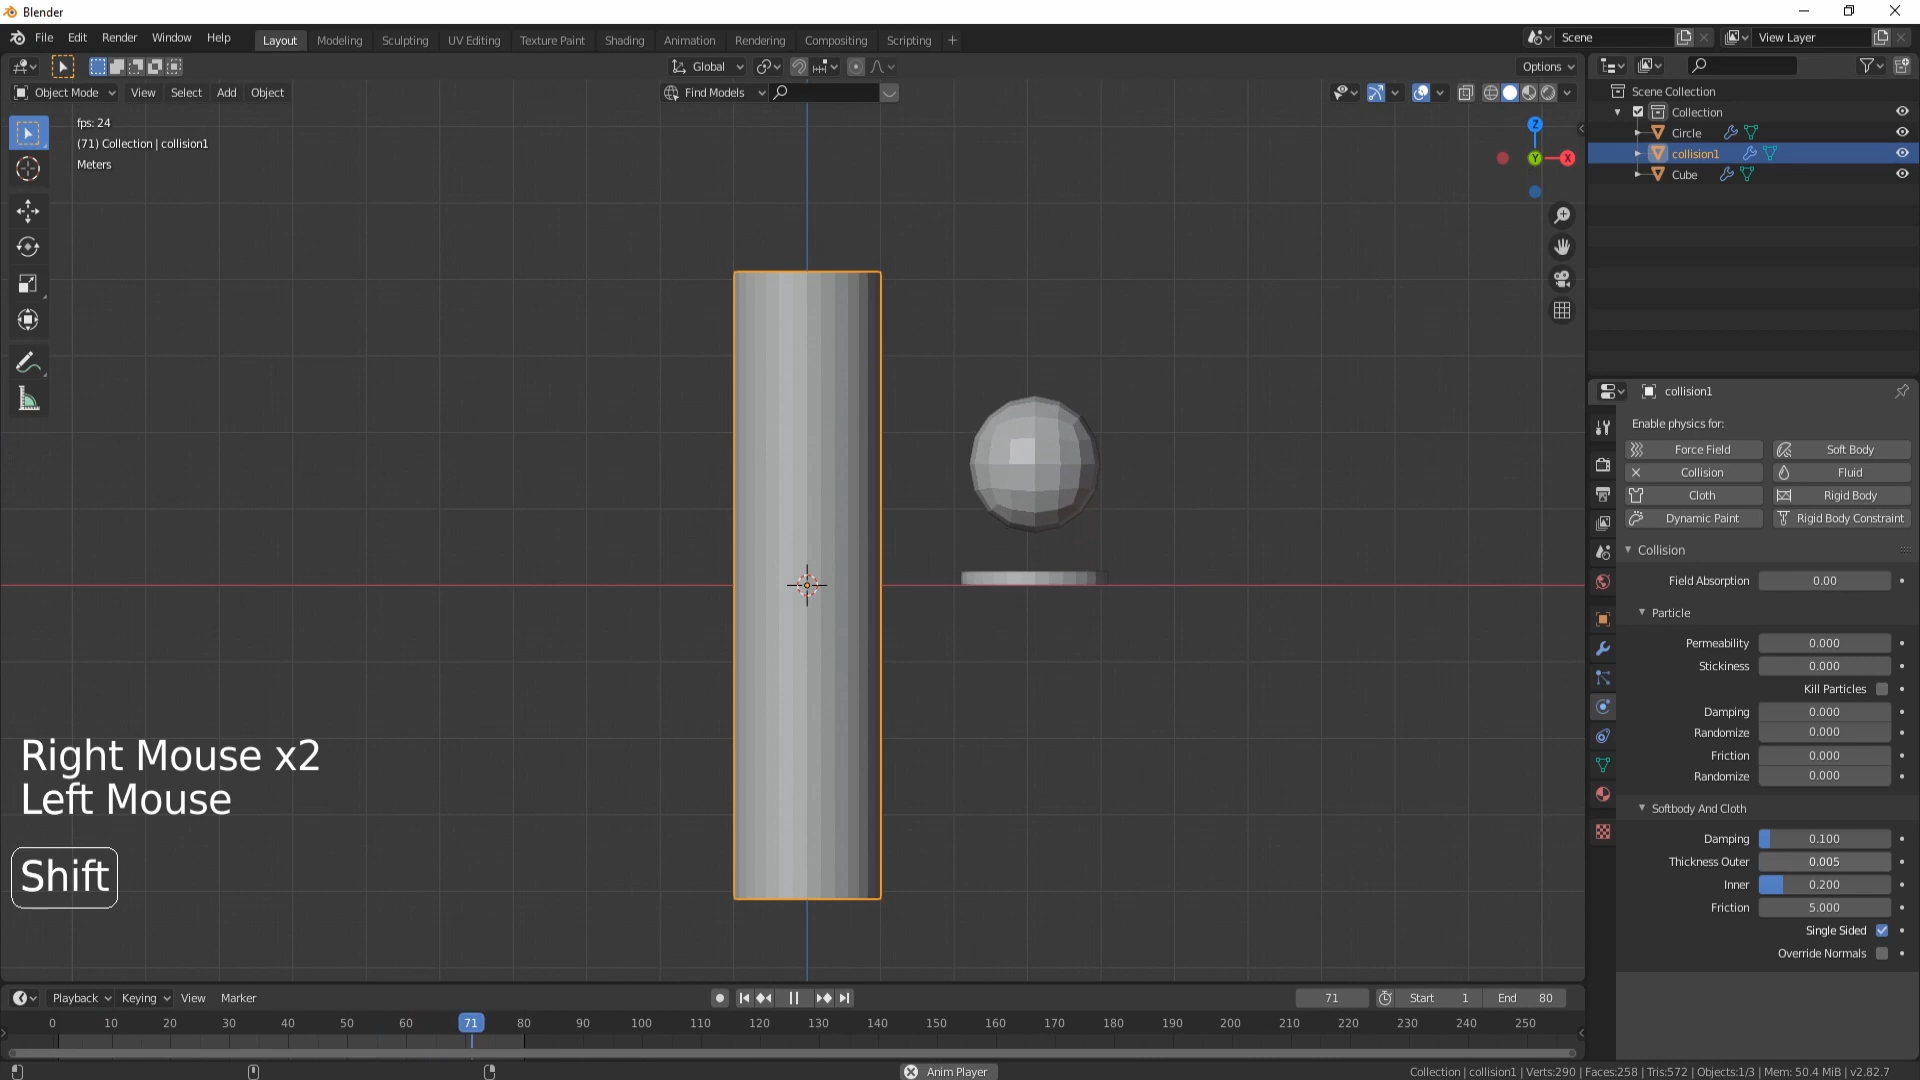 Blender
File Edit Render Window Help
Layout Modeling Sculpting UV Editing Texture Paint Shading Animation Rendering Compositing Scripting +
Scene
View Layer
Global
Options
Object Mode View Select Add Object
Find Models
fps: 24
(71) Collection | collision1
Meters
Z
Y
X
Scene Collection
Collection
Circle
collision1
Cube
collision1
Enable physics for:
Force Field Soft Body
Collision Fluid
Cloth Rigid Body
Dynamic Paint Rigid Body Constraint
Collision
Field Absorption 0.00
Particle
Permeability 0.000
Stickiness 0.000
Kill Particles
Damping 0.000
Randomize 0.000
Friction 0.000
Randomize 0.000
Softbody And Cloth
Damping 0.100
Thickness Outer 0.005
Inner 0.200
Friction 5.000
Single Sided
Override Normals
Right Mouse x2
Left Mouse
Shift
Playback Keying View Marker
71 Start 1 End 80
0 10 20 30 40 50 60 71 80 90 100 110 120 130 140 150 160 170 180 190 200 210 220 230 240 250
Anim Player
Collection | collision1 | Verts:290 | Faces:258 | Tris:572 | Objects:1/3 | Mem: 50.4 MiB | v2.82.7